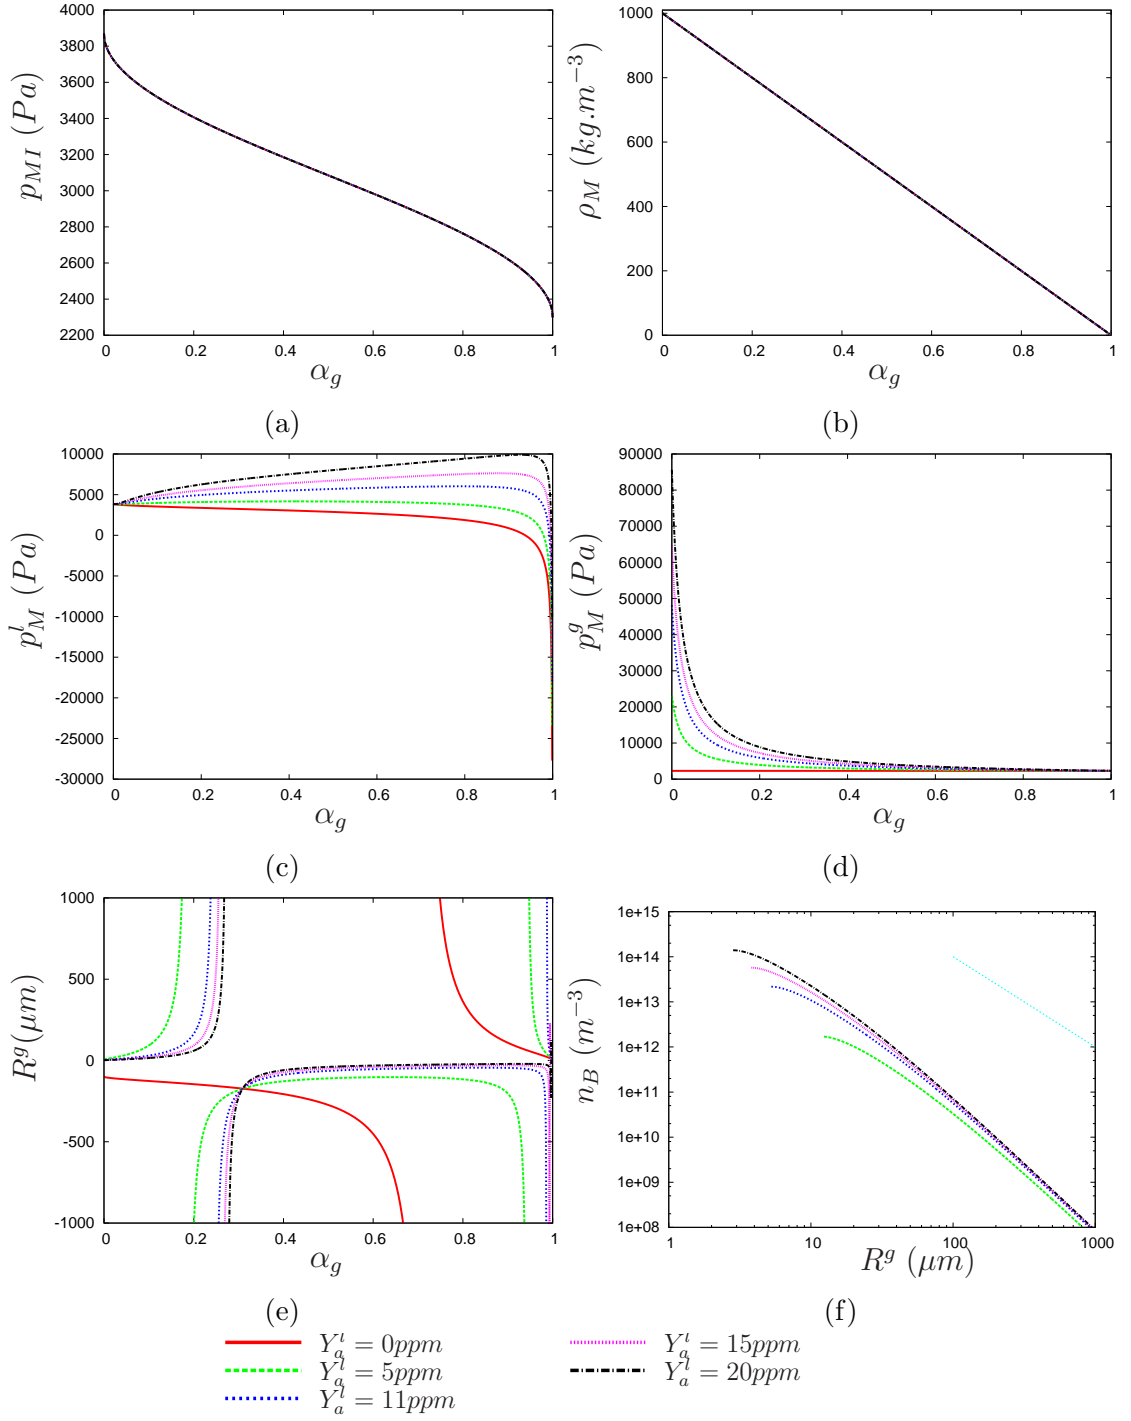 4000
3800
3600
3400
3200
3000
2800
2600
2400
2200
p_{MI} (Pa)
0 0.2 0.4 0.6 0.8 1
α_g
(a)
1000
800
600
400
200
0
ρ_M (kg.m^{-3})
0 0.2 0.4 0.6 0.8 1
α_g
(b)
10000
5000
0
-5000
-10000
-15000
-20000
-25000
-30000
p^l_M (Pa)
0 0.2 0.4 0.6 0.8 1
α_g
(c)
90000
80000
70000
60000
50000
40000
30000
20000
10000
0
p^g_M (Pa)
0 0.2 0.4 0.6 0.8 1
α_g
(d)
1000
500
0
-500
-1000
R^g(μm)
0 0.2 0.4 0.6 0.8 1
α_g
(e)
1e+15
1e+14
1e+13
1e+12
1e+11
1e+10
1e+09
1e+08
n_B (m^{-3})
1 10 100 1000
R^g (μm)
(f)
Y^l_a = 0ppm
Y^l_a = 5ppm
Y^l_a = 11ppm
Y^l_a = 15ppm
Y^l_a = 20ppm